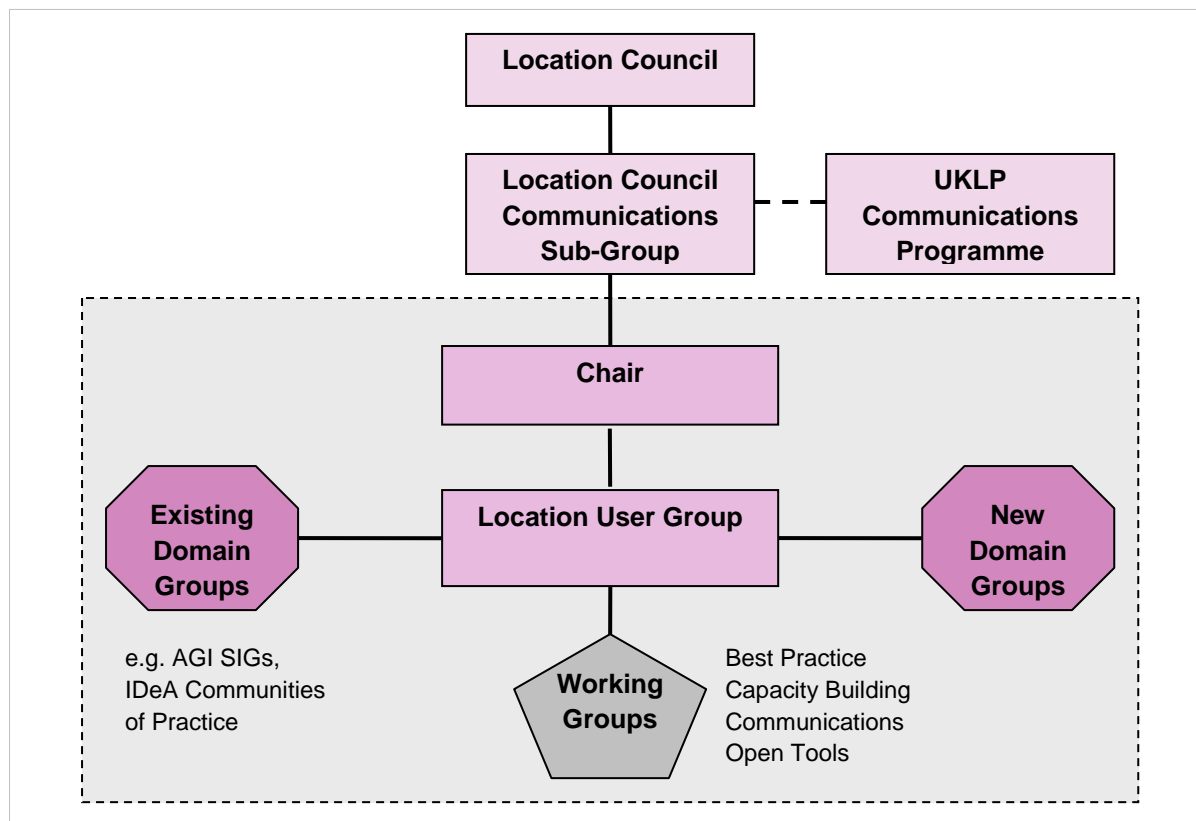 Location Council
Location Council
Communications
Sub-Group
UKLP
Communications
Programme
Chair
Existing
Domain
Groups
Location User Group
New
Domain
Groups
e.g. AGI SIGs,
IDeA Communities
of Practice
Working
Groups
Best Practice
Capacity Building
Communications
Open Tools